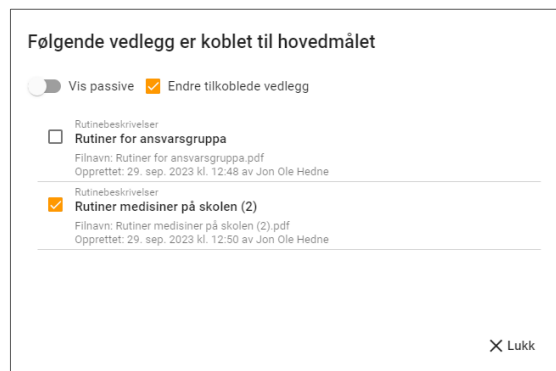 Følgende vedlegg er koblet til hovedmålet
Vis passive Endre tilkoblede vedlegg
Rutinebeskrivelser
Rutiner for ansvarsgruppa
Filnavn: Rutiner for ansvarsgruppa.pdf
Opprettet: 29. sep. 2023 kl. 12:48 av Jon Ole Hedne
Rutinebeskrivelser
Rutiner medisiner på skolen (2)
Filnavn: Rutiner medisiner på skolen (2).pdf
Opprettet: 29. sep. 2023 kl. 12:50 av Jon Ole Hedne
Lukk